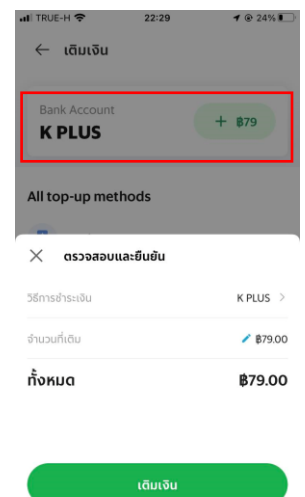 TRUE-H 22:29 24%
← เติมเงิน
Bank Account
K PLUS
+ ฿79
All top-up methods
ตรวจสอบและยืนยัน
วิธีการชำระเงิน K PLUS >
จำนวนที่เติม ฿79.00
ทั้งหมด ฿79.00
เติมเงิน